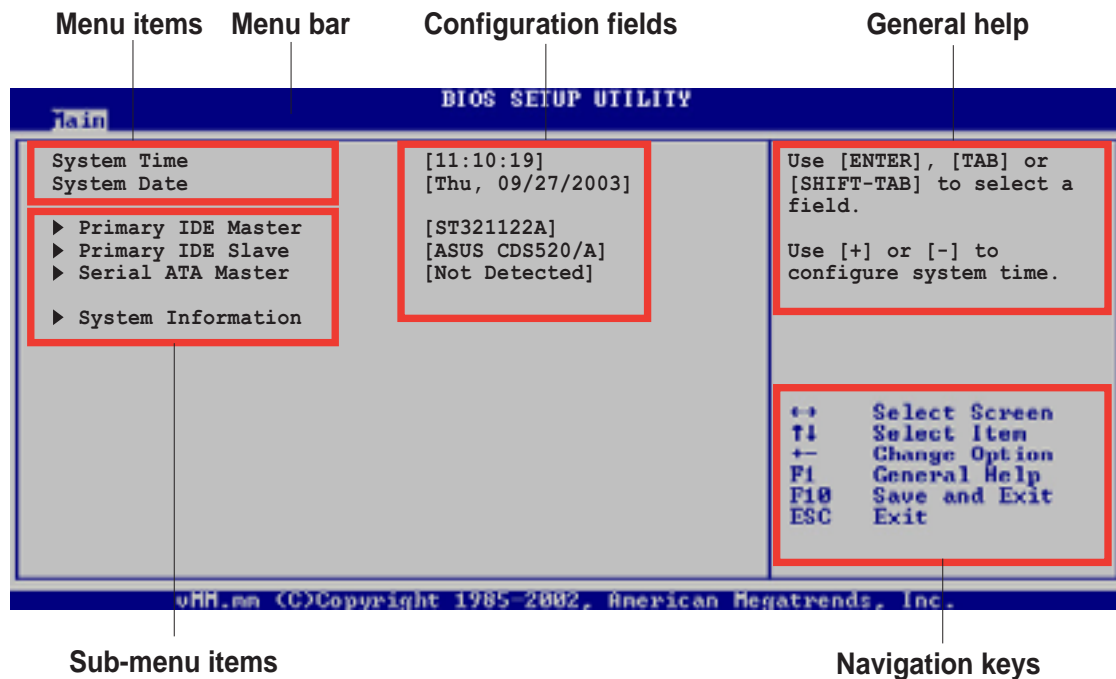 Menu items Menu bar Configuration fields General help
BIOS SETUP UTILITY
Main
System Time [11:10:19]
System Date [Thu, 09/27/2003]
▶ Primary IDE Master [ST321122A]
▶ Primary IDE Slave [ASUS CDS520/A]
▶ Serial ATA Master [Not Detected]
▶ System Information
Use [ENTER], [TAB] or
[SHIFT-TAB] to select a
field.
Use [+] or [-] to
configure system time.
←→ Select Screen
↑↓ Select Item
+- Change Option
F1 General Help
F10 Save and Exit
ESC Exit
vMM.mm (C)Copyright 1985-2002, American Megatrends, Inc.
Sub-menu items Navigation keys